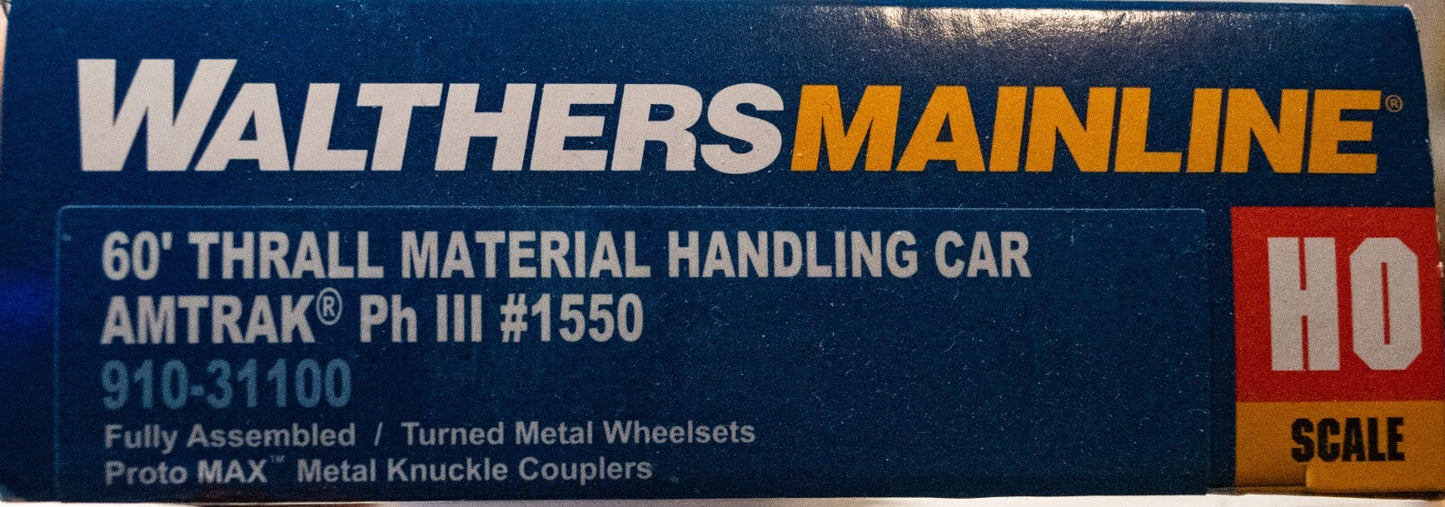 WALTHERSMAINLINE®
60' THRALL MATERIAL HANDLING CAR
AMTRAK® Ph III #1550
910-31100
Fully Assembled / Turned Metal Wheelsets
Proto MAX™ Metal Knuckle Couplers
HO
SCALE